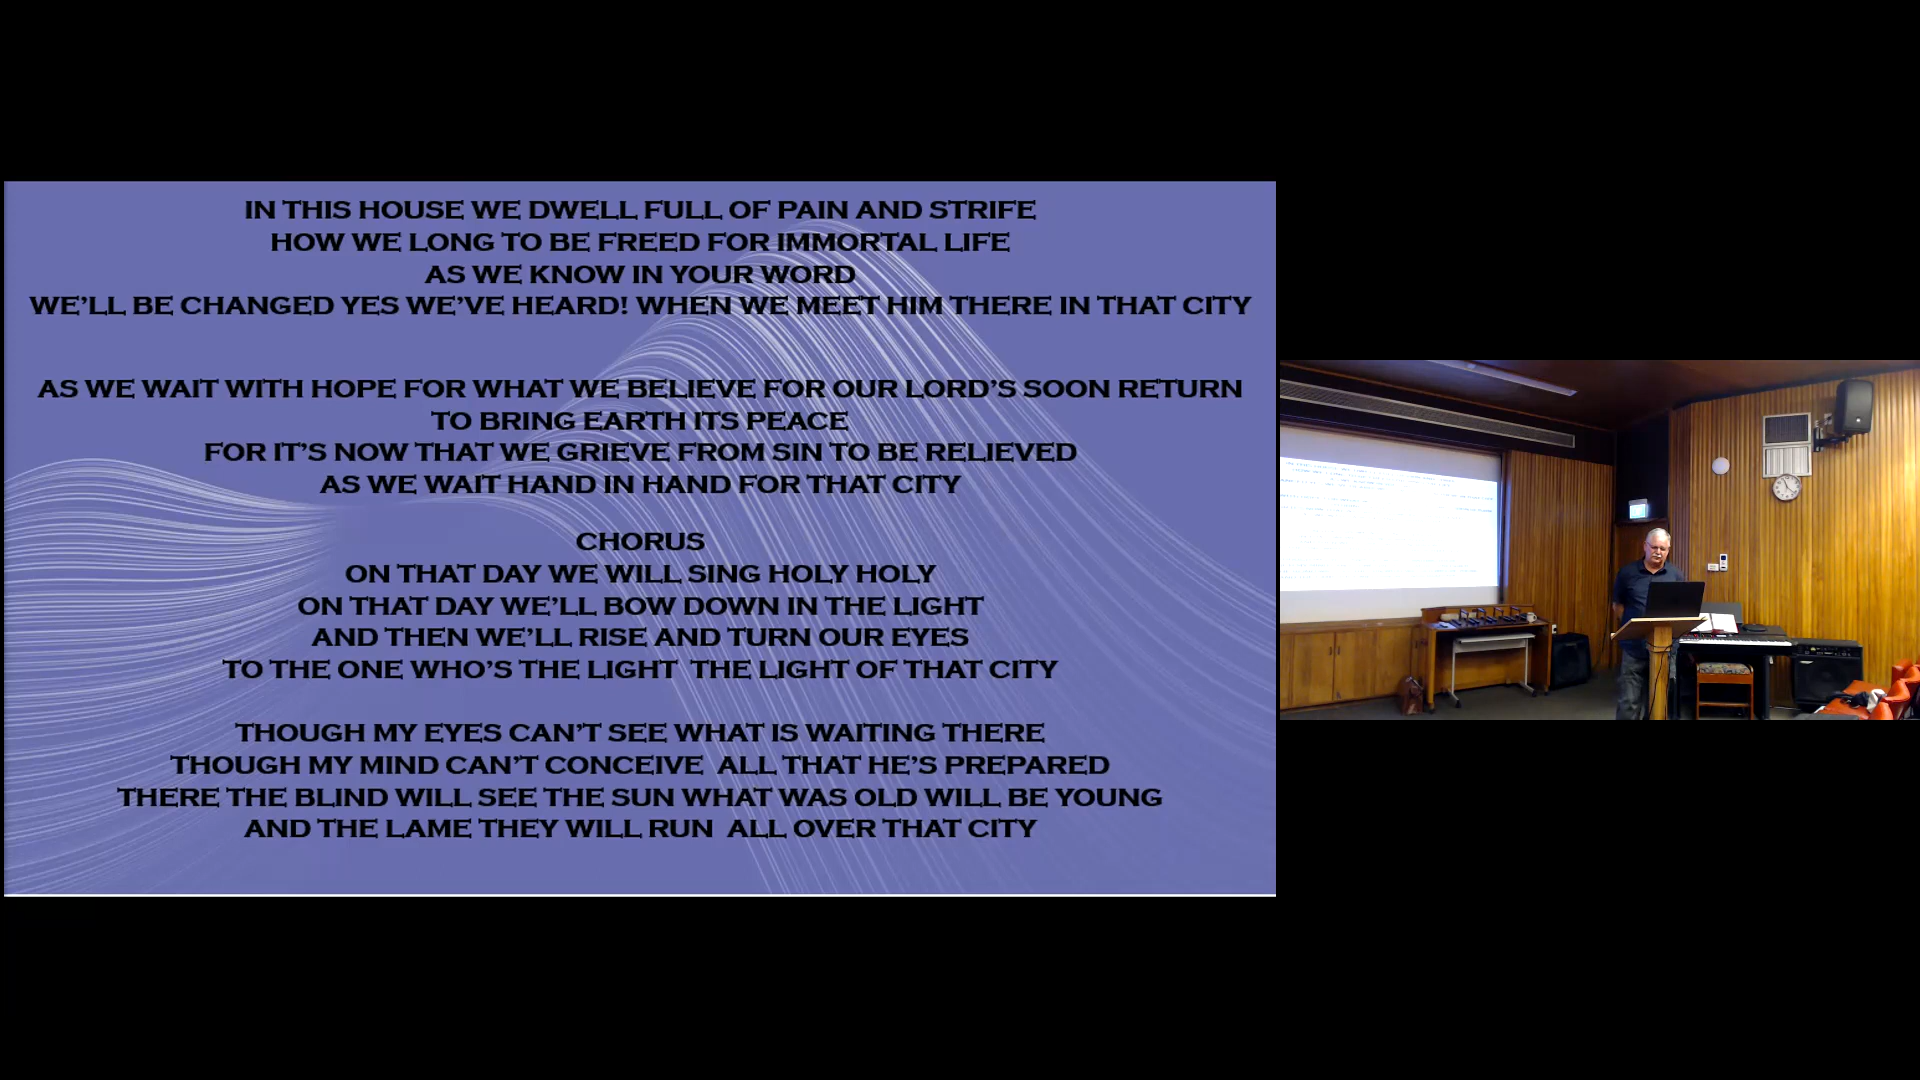 IN THIS HOUSE WE DWELL FULL OF PAIN AND STRIFE
HOW WE LONG TO BE FREED FOR IMMORTAL LIFE
AS WE KNOW IN YOUR WORD
WE'LL BE CHANGED YES WE'VE HEARD! WHEN WE MEET HIM THERE IN THAT CITY
AS WE WAIT WITH HOPE FOR WHAT WE BELIEVE FOR OUR LORD'S SOON RETURN
TO BRING EARTH ITS PEACE
FOR IT'S NOW THAT WE GRIEVE FROM SIN TO BE RELIEVED
AS WE WAIT HAND IN HAND FOR THAT CITY
CHORUS
ON THAT DAY WE WILL SING HOLY HOLY
ON THAT DAY WE'LL BOW DOWN IN THE LIGHT
AND THEN WE'LL RISE AND TURN OUR EYES
TO THE ONE WHO'S THE LIGHT  THE LIGHT OF THAT CITY
THOUGH MY EYES CAN'T SEE WHAT IS WAITING THERE
THOUGH MY MIND CAN'T CONCEIVE  ALL THAT HE'S PREPARED
THERE THE BLIND WILL SEE THE SUN WHAT WAS OLD WILL BE YOUNG
AND THE LAME THEY WILL RUN  ALL OVER THAT CITY